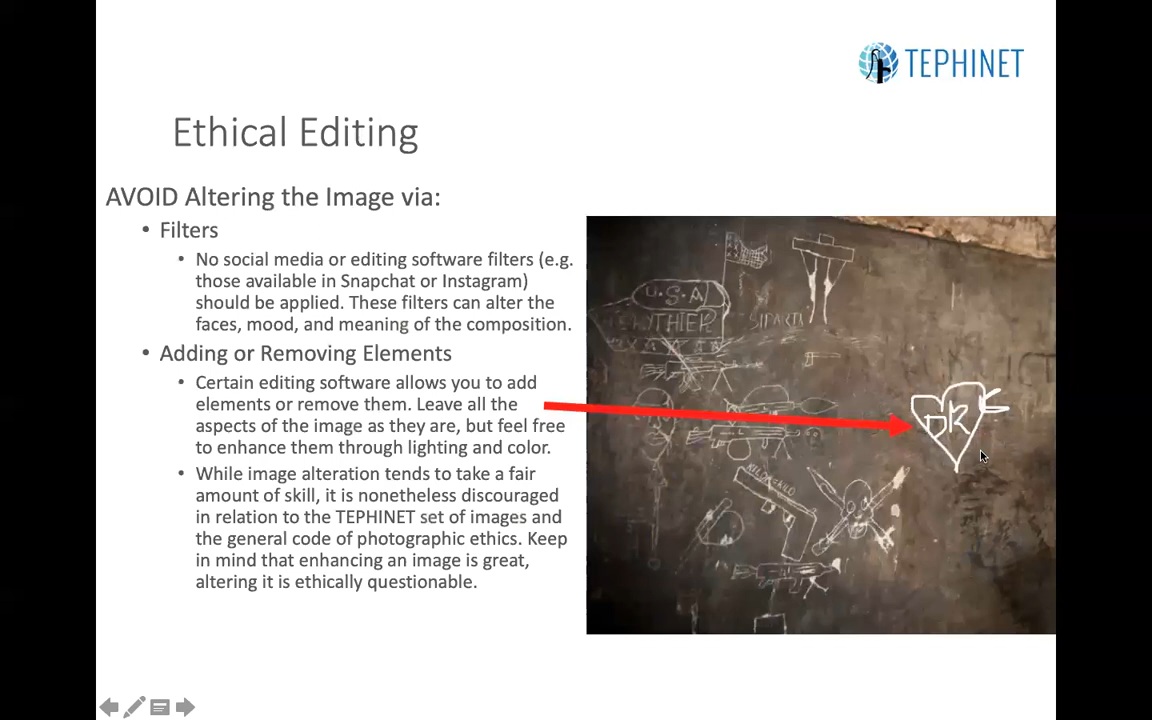 TEPHINET
Ethical Editing
AVOID Altering the Image via:
• Filters
• No social media or editing software filters (e.g.
those available in Snapchat or Instagram)
should be applied. These filters can alter the
faces, mood, and meaning of the composition.
• Adding or Removing Elements
• Certain editing software allows you to add
elements or remove them. Leave all the
aspects of the image as they are, but feel free
to enhance them through lighting and color.
• While image alteration tends to take a fair
amount of skill, it is nonetheless discouraged
in relation to the TEPHINET set of images and
the general code of photographic ethics. Keep
in mind that enhancing an image is great,
altering it is ethically questionable.
U.S.A
DK